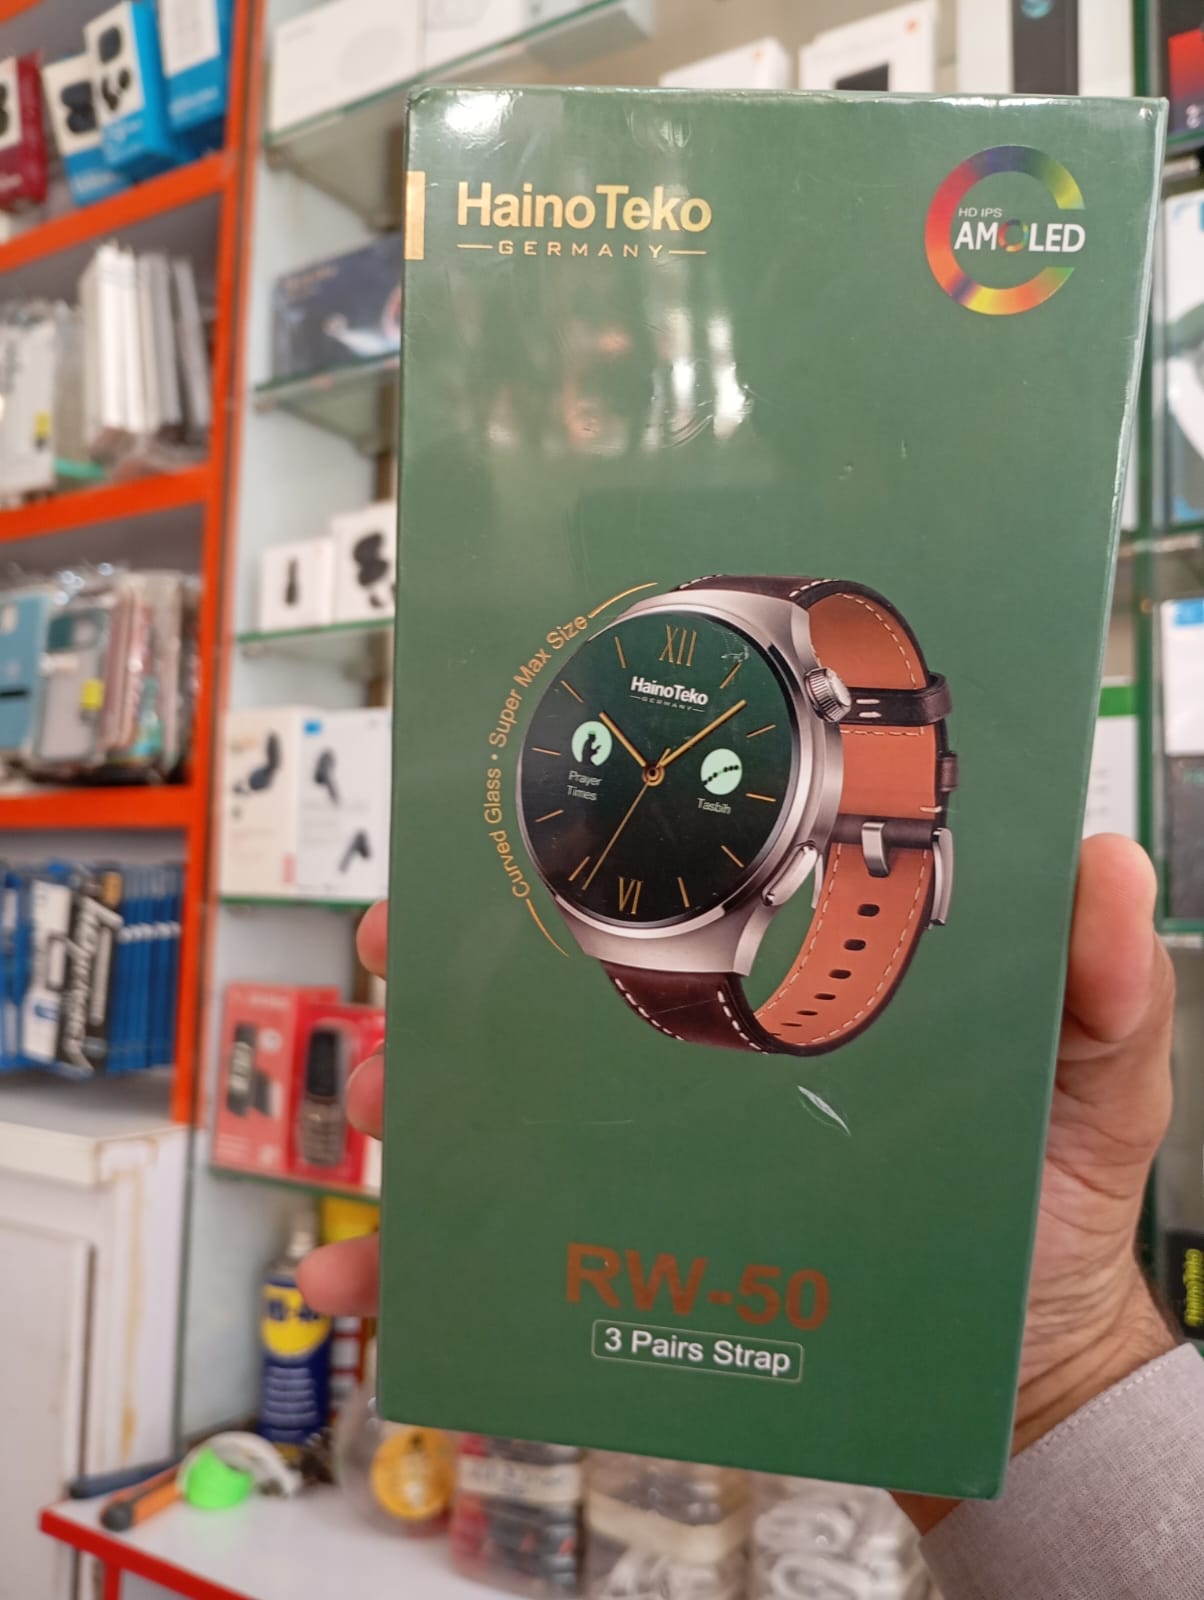 HainoTeko
GERMANY
HD IPS
AMOLED
Curved Glass • Super Max Size
XII
HainoTeko
GERMANY
Prayer
Times
Tasbih
VI
RW-50
3 Pairs Strap